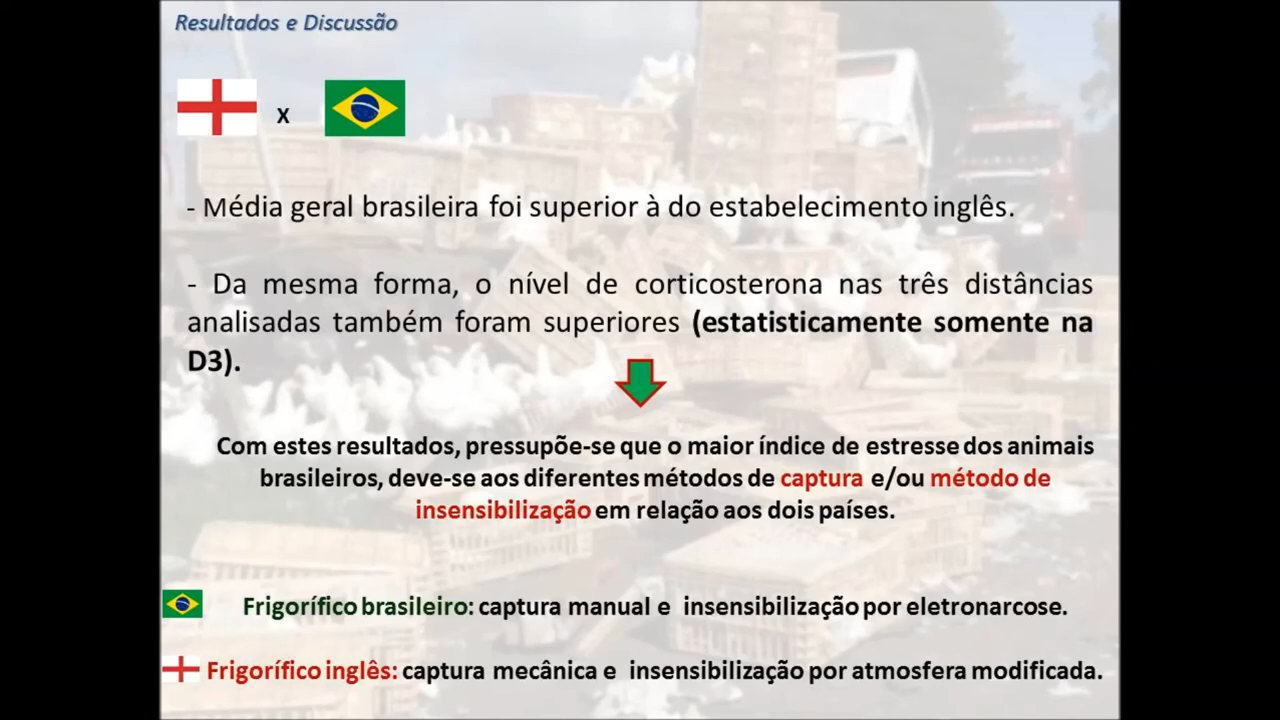 Resultados e Discussão
x
- Média geral brasileira foi superior à do estabelecimento inglês.
- Da mesma forma, o nível de corticosterona nas três distâncias
analisadas também foram superiores (estatisticamente somente na
D3).
Com estes resultados, pressupõe-se que o maior índice de estresse dos animais
brasileiros, deve-se aos diferentes métodos de captura e/ou método de
insensibilização em relação aos dois países.
Frigorífico brasileiro: captura manual e insensibilização por eletronarcose.
Frigorífico inglês: captura mecânica e insensibilização por atmosfera modificada.